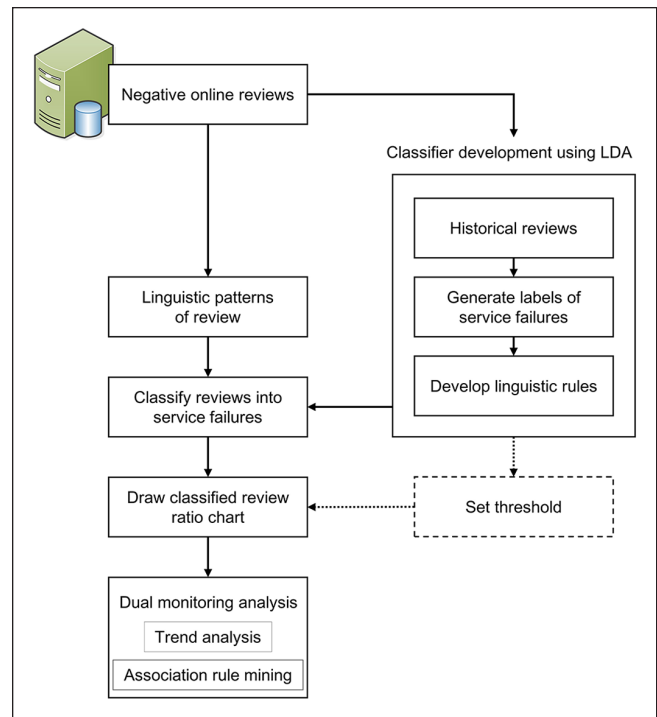 Negative online reviews
Classifier development using LDA
Historical reviews
Generate labels of
service failures
Develop linguistic rules
Linguistic patterns
of review
Classify reviews into
service failures
Draw classified review
ratio chart
Set threshold
Dual monitoring analysis
Trend analysis
Association rule mining